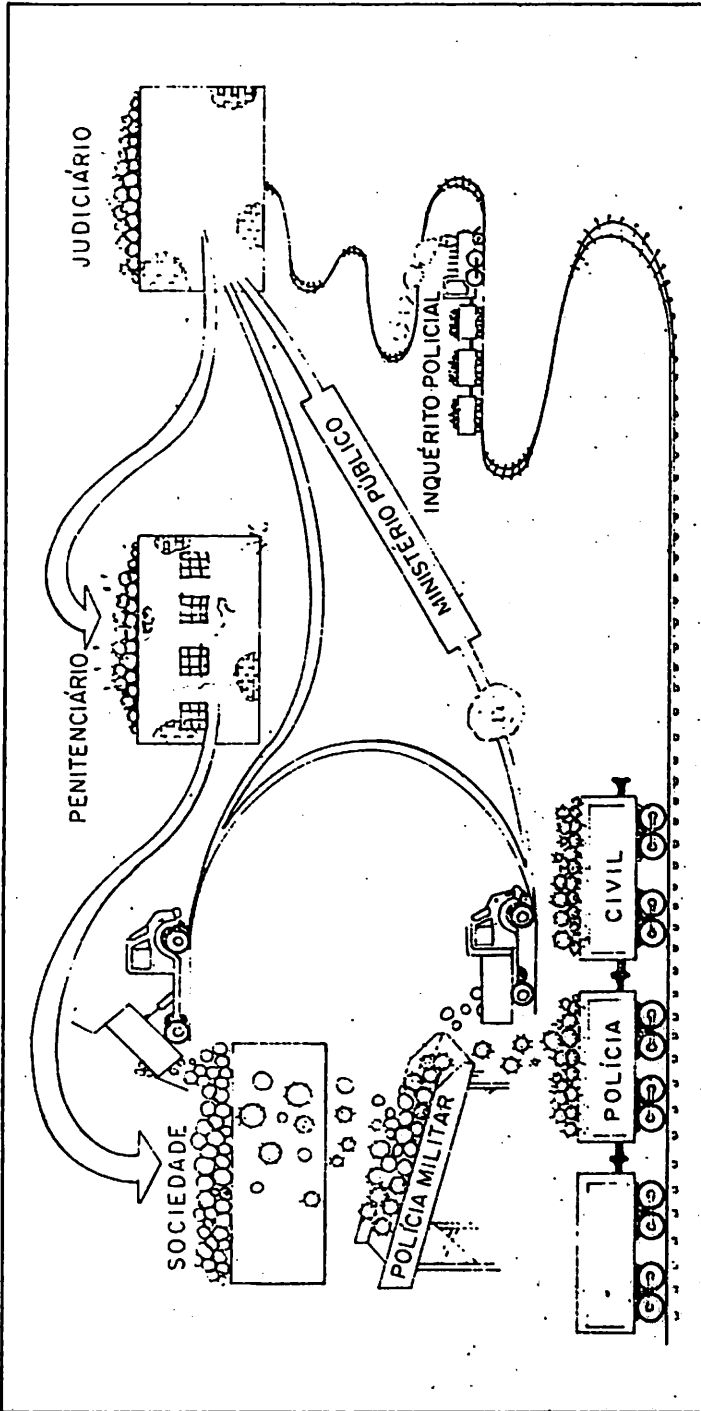 SOCIEDADE
PENITENCIÁRIO
JUDICIÁRIO
POLÍCIA MILITAR
MINISTÉRIO PÚBLICO
INQUÉRITO POLICIAL
POLÍCIA
CIVIL